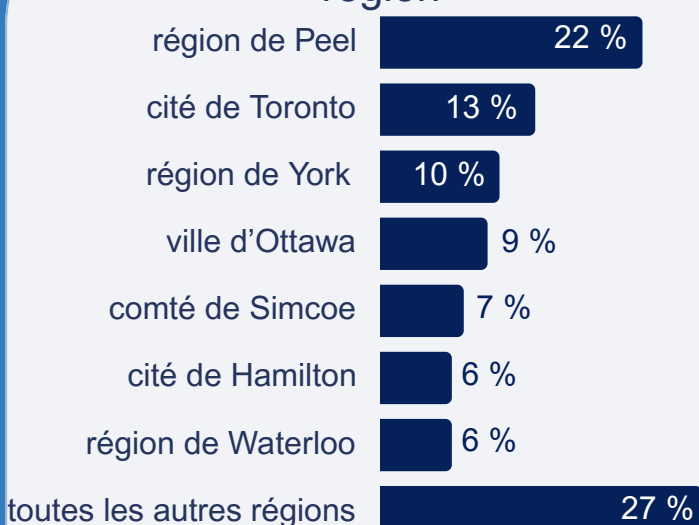 région
région de Peel 22 %
cité de Toronto 13 %
région de York 10 %
ville d’Ottawa 9 %
comté de Simcoe 7 %
cité de Hamilton 6 %
région de Waterloo 6 %
toutes les autres régions 27 %